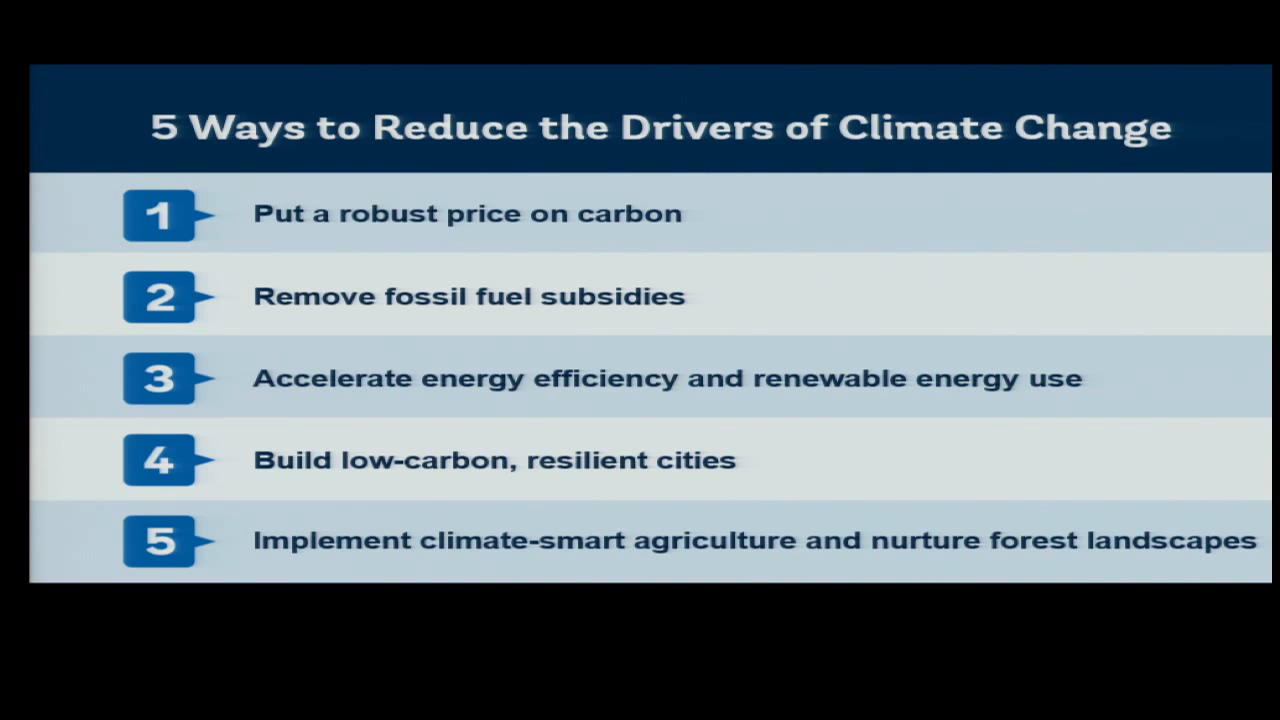 5 Ways to Reduce the Drivers of Climate Change
1 Put a robust price on carbon
2 Remove fossil fuel subsidies
3 Accelerate energy efficiency and renewable energy use
4 Build low-carbon, resilient cities
5 Implement climate-smart agriculture and nurture forest landscapes